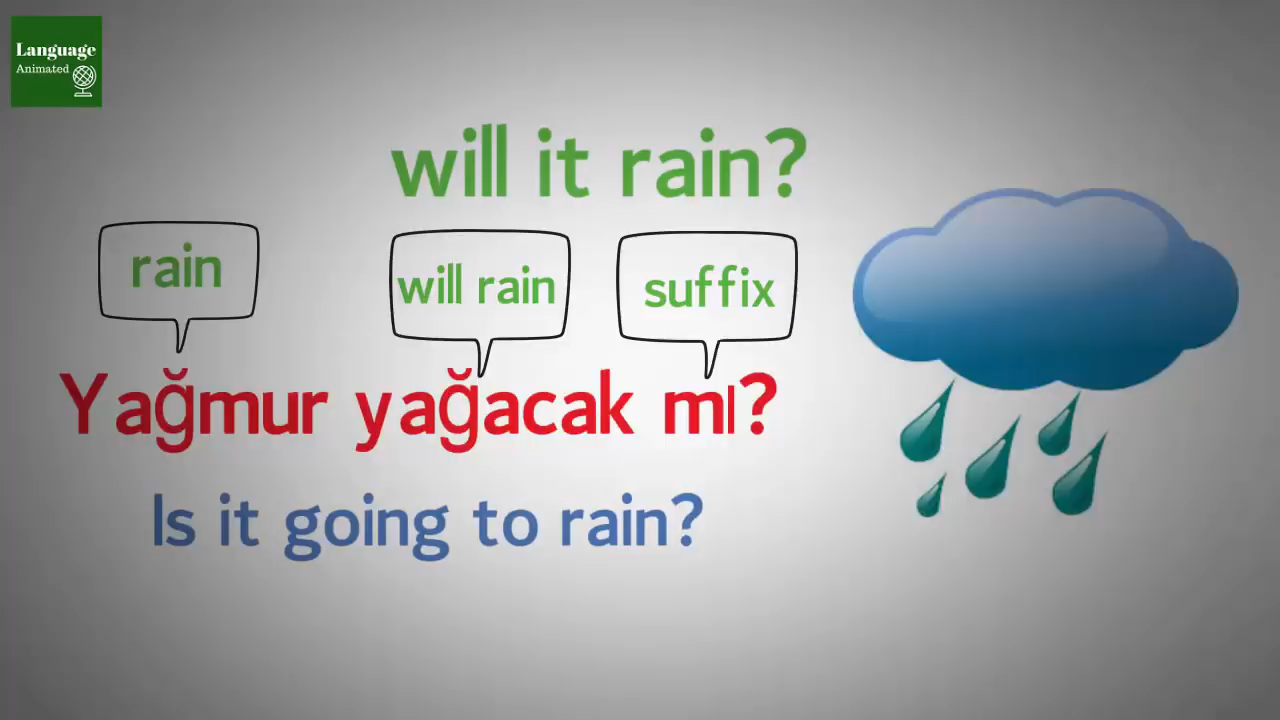 Language
Animated
will it rain?
rain
will rain
suffix
Yağmur yağacak mı?
Is it going to rain?